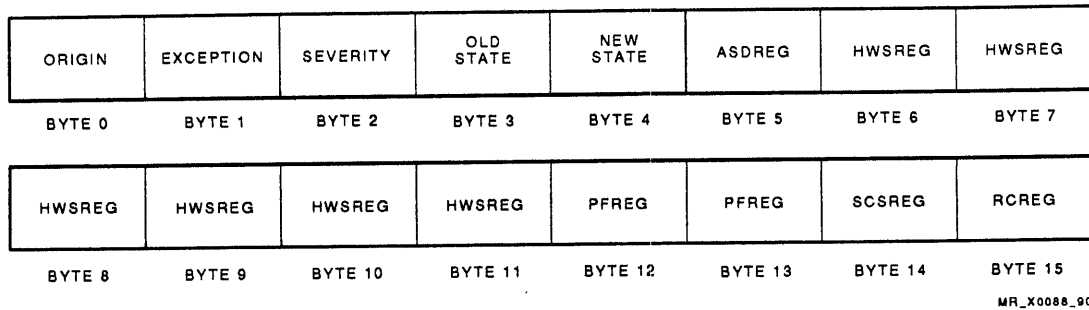 ORIGIN EXCEPTION SEVERITY OLD STATE NEW STATE ASDREG HWSREG HWSREG
BYTE 0 BYTE 1 BYTE 2 BYTE 3 BYTE 4 BYTE 5 BYTE 6 BYTE 7
HWSREG HWSREG HWSREG HWSREG PFREG PFREG SCSREG RCREG
BYTE 8 BYTE 9 BYTE 10 BYTE 11 BYTE 12 BYTE 13 BYTE 14 BYTE 15
MR_X0088_90